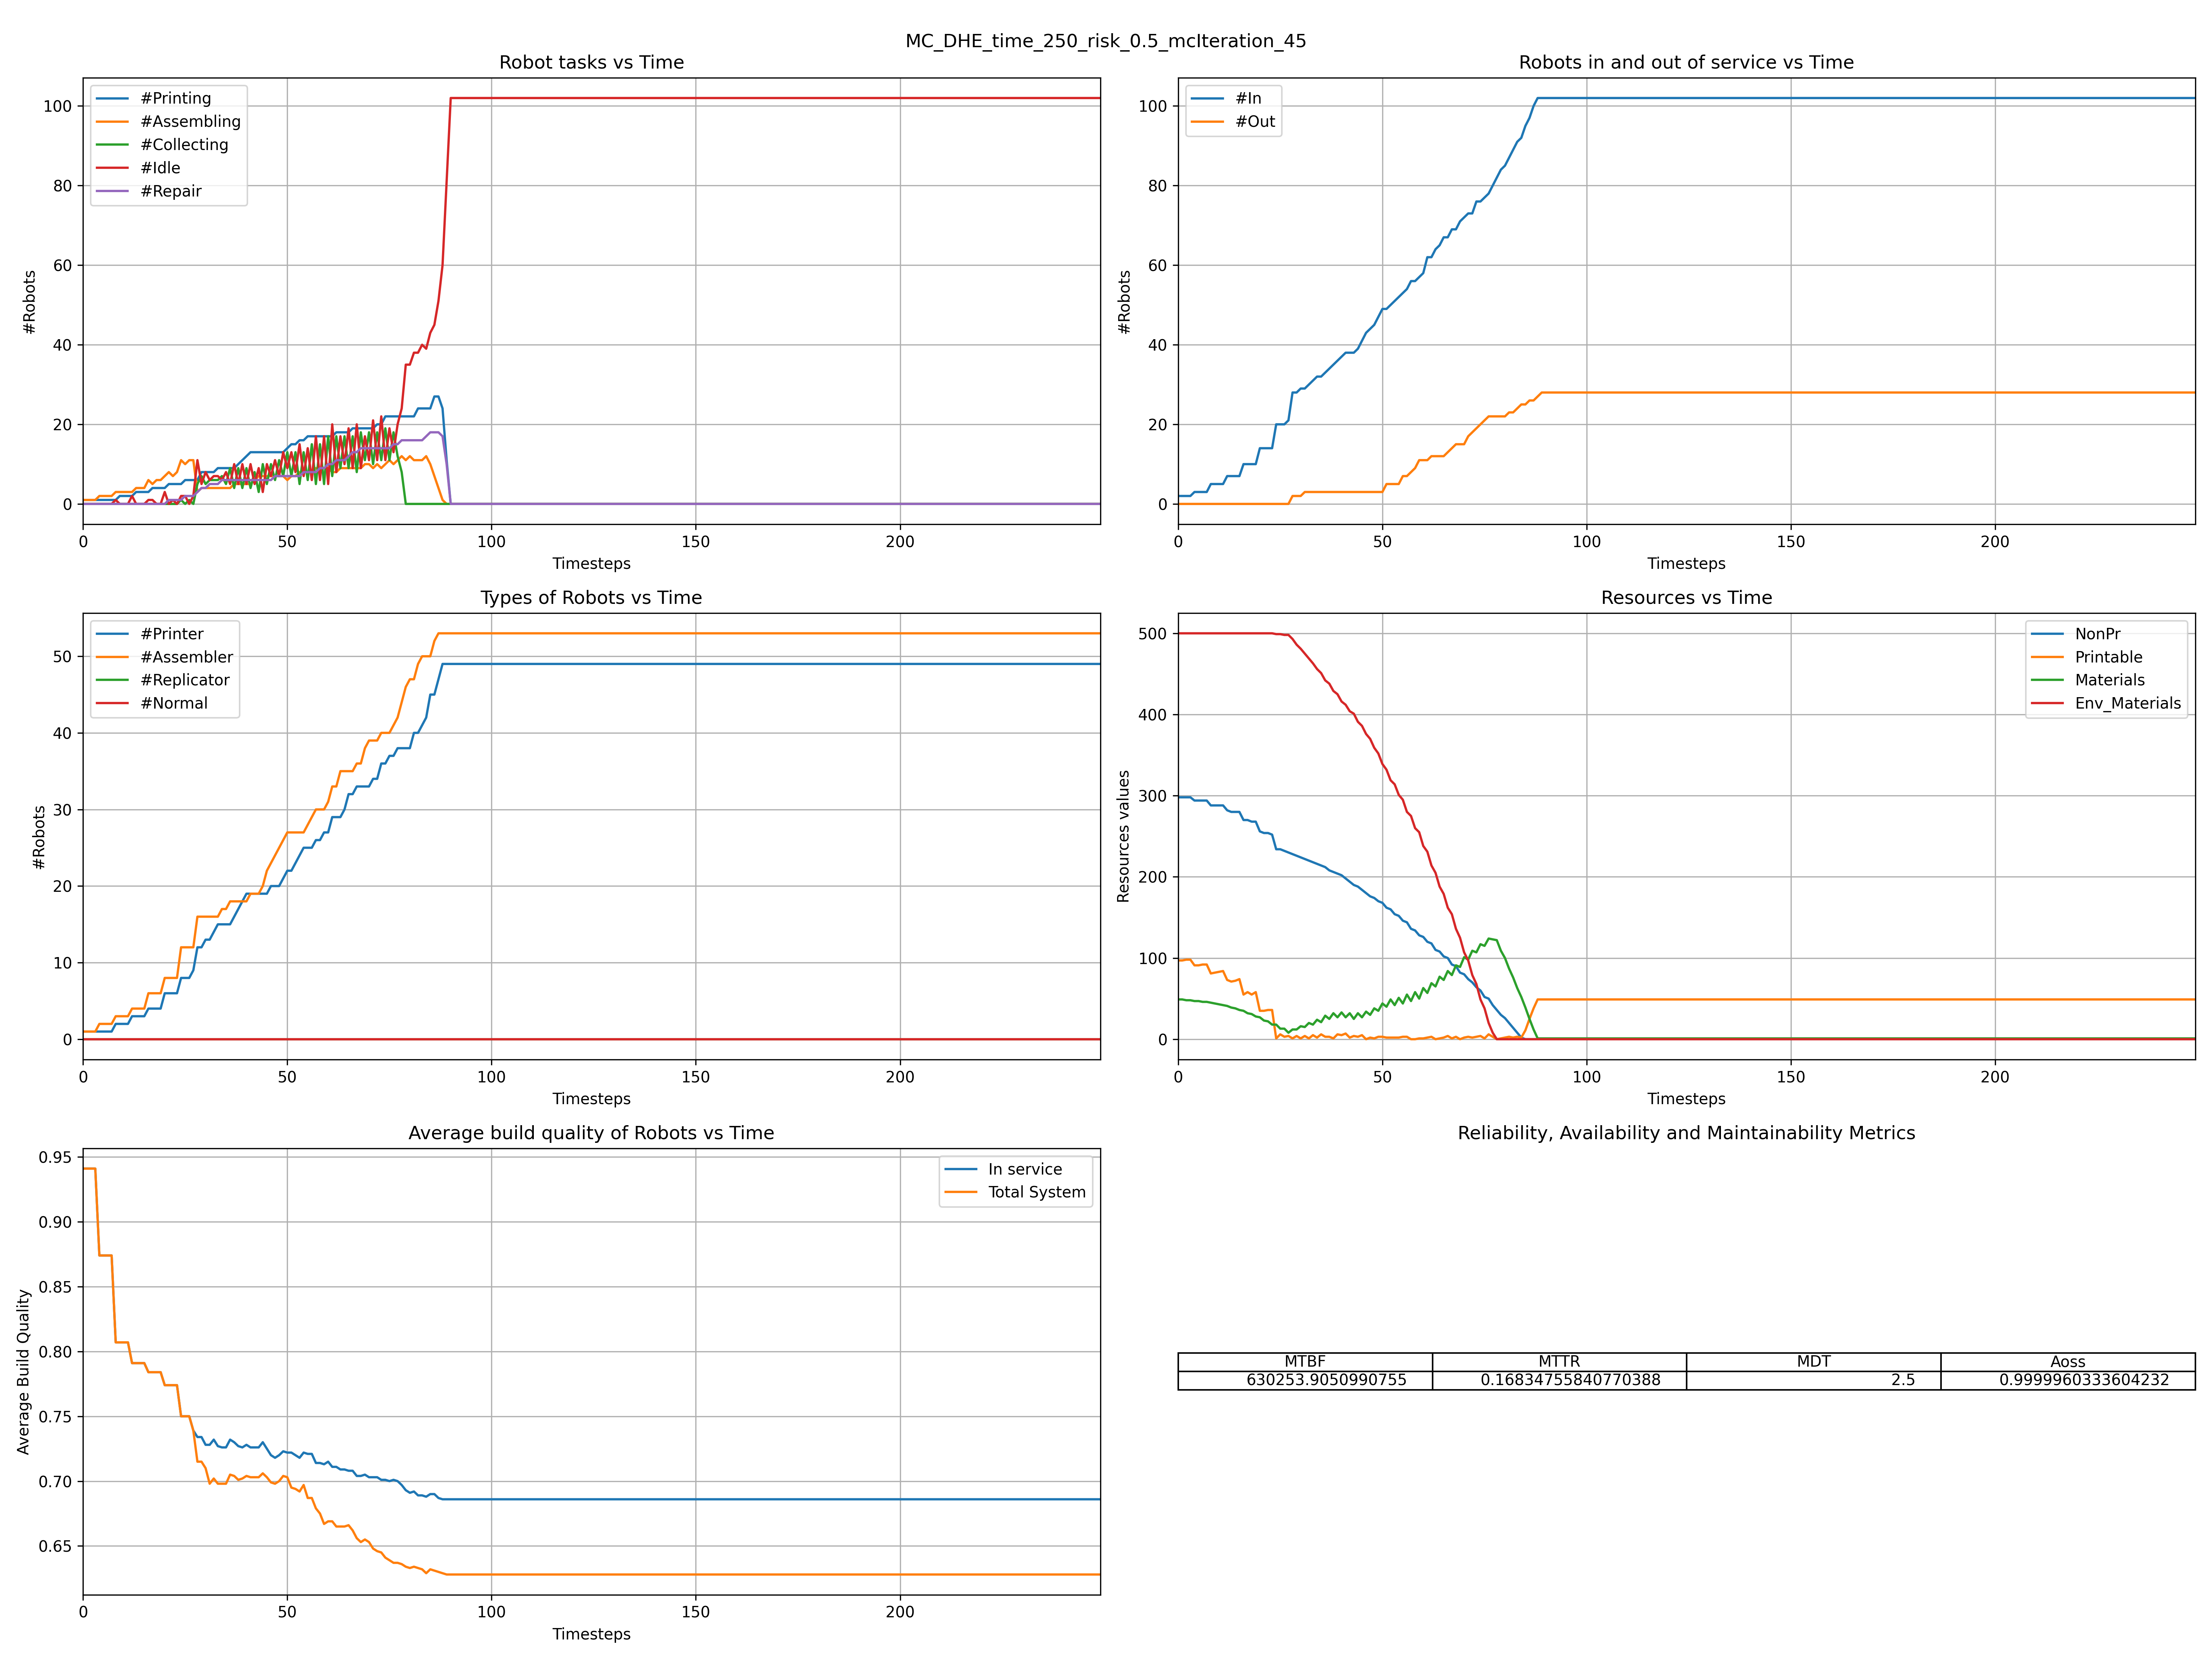 MC_DHE_time_250_risk_0.5_mcIteration_45
Robot tasks vs Time
#Robots
100
80
60
40
20
0
#Printing
#Assembling
#Collecting
#Idle
#Repair
0 50 100 150 200
Timesteps
Robots in and out of service vs Time
#Robots
100
80
60
40
20
0
#In
#Out
0 50 100 150 200
Timesteps
Types of Robots vs Time
#Robots
50
40
30
20
10
0
#Printer
#Assembler
#Replicator
#Normal
0 50 100 150 200
Timesteps
Resources vs Time
Resources values
500
400
300
200
100
0
NonPr
Printable
Materials
Env_Materials
0 50 100 150 200
Timesteps
Average build quality of Robots vs Time
Average Build Quality
0.95
0.90
0.85
0.80
0.75
0.70
0.65
In service
Total System
0 50 100 150 200
Timesteps
Reliability, Availability and Maintainability Metrics
MTBF MTTR MDT Aoss
630253.9050990755 0.16834755840770388 2.5 0.9999960333604232